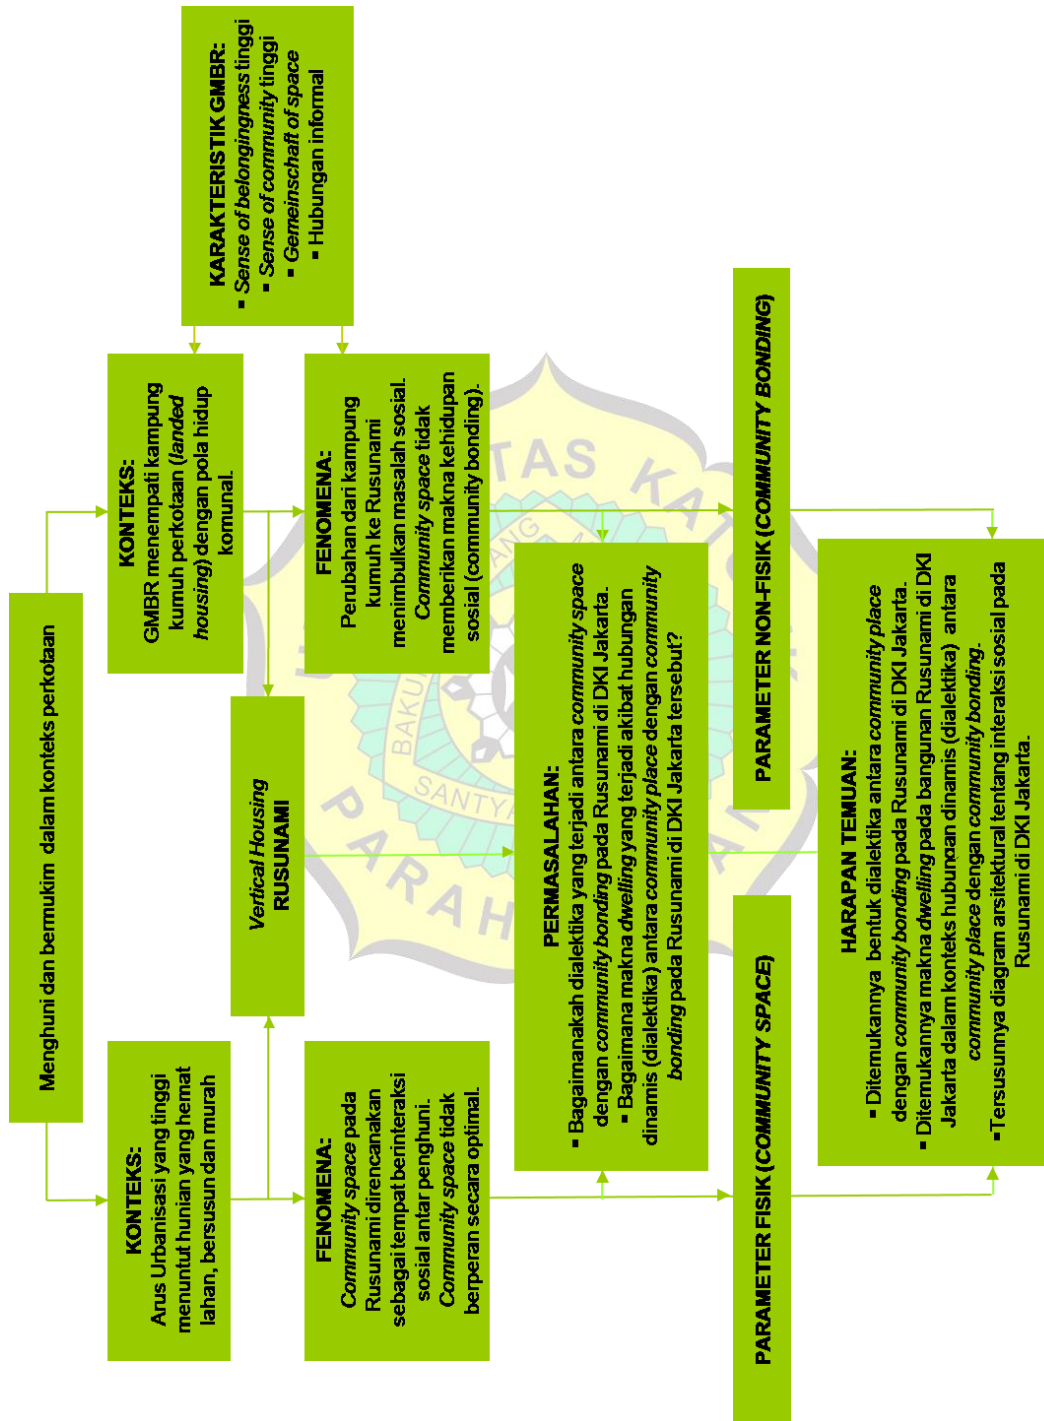 Menghuni dan bermukim dalam konteks perkotaan
KONTEKS:
Arus Urbanisasi yang tinggi
menuntut hunian yang hemat
lahan, bersusun dan murah
KONTEKS:
GMBR menempati kampung
kumuh perkotaan (landed
housing) dengan pola hidup
komunal.
KARAKTERISTIK GMBR:
▪ Sense of belongingness tinggi
▪ Sense of community tinggi
▪ Gemeinschaft of space
▪ Hubungan informal
Vertical Housing
RUSUNAMI
FENOMENA:
Community space pada
Rusunami direncanakan
sebagai tempat berinteraksi
sosial antar penghuni.
Community space tidak
berperan secara optimal.
FENOMENA:
Perubahan dari kampung
kumuh ke Rusunami
menimbulkan masalah sosial.
Community space tidak
memberikan makna kehidupan
sosial (community bonding).
PERMASALAHAN:
▪ Bagaimanakah dialektika yang terjadi antara community space
dengan community bonding pada Rusunami di DKI Jakarta.
▪ Bagaimana makna dwelling yang terjadi akibat hubungan
dinamis (dialektika) antara community place dengan community
bonding pada Rusunami di DKI Jakarta tersebut?
PARAMETER FISIK (COMMUNITY SPACE)
PARAMETER NON-FISIK (COMMUNITY BONDING)
HARAPAN TEMUAN:
▪ Ditemukannya bentuk dialektika antara community place
dengan community bonding pada Rusunami di DKI Jakarta.
▪ Ditemukannya makna dwelling pada bangunan Rusunami di DKI
Jakarta dalam konteks hubungan dinamis (dialektika) antara
community place dengan community bonding.
▪ Tersusunnya diagram arsitektural tentang interaksi sosial pada
Rusunami di DKI Jakarta.